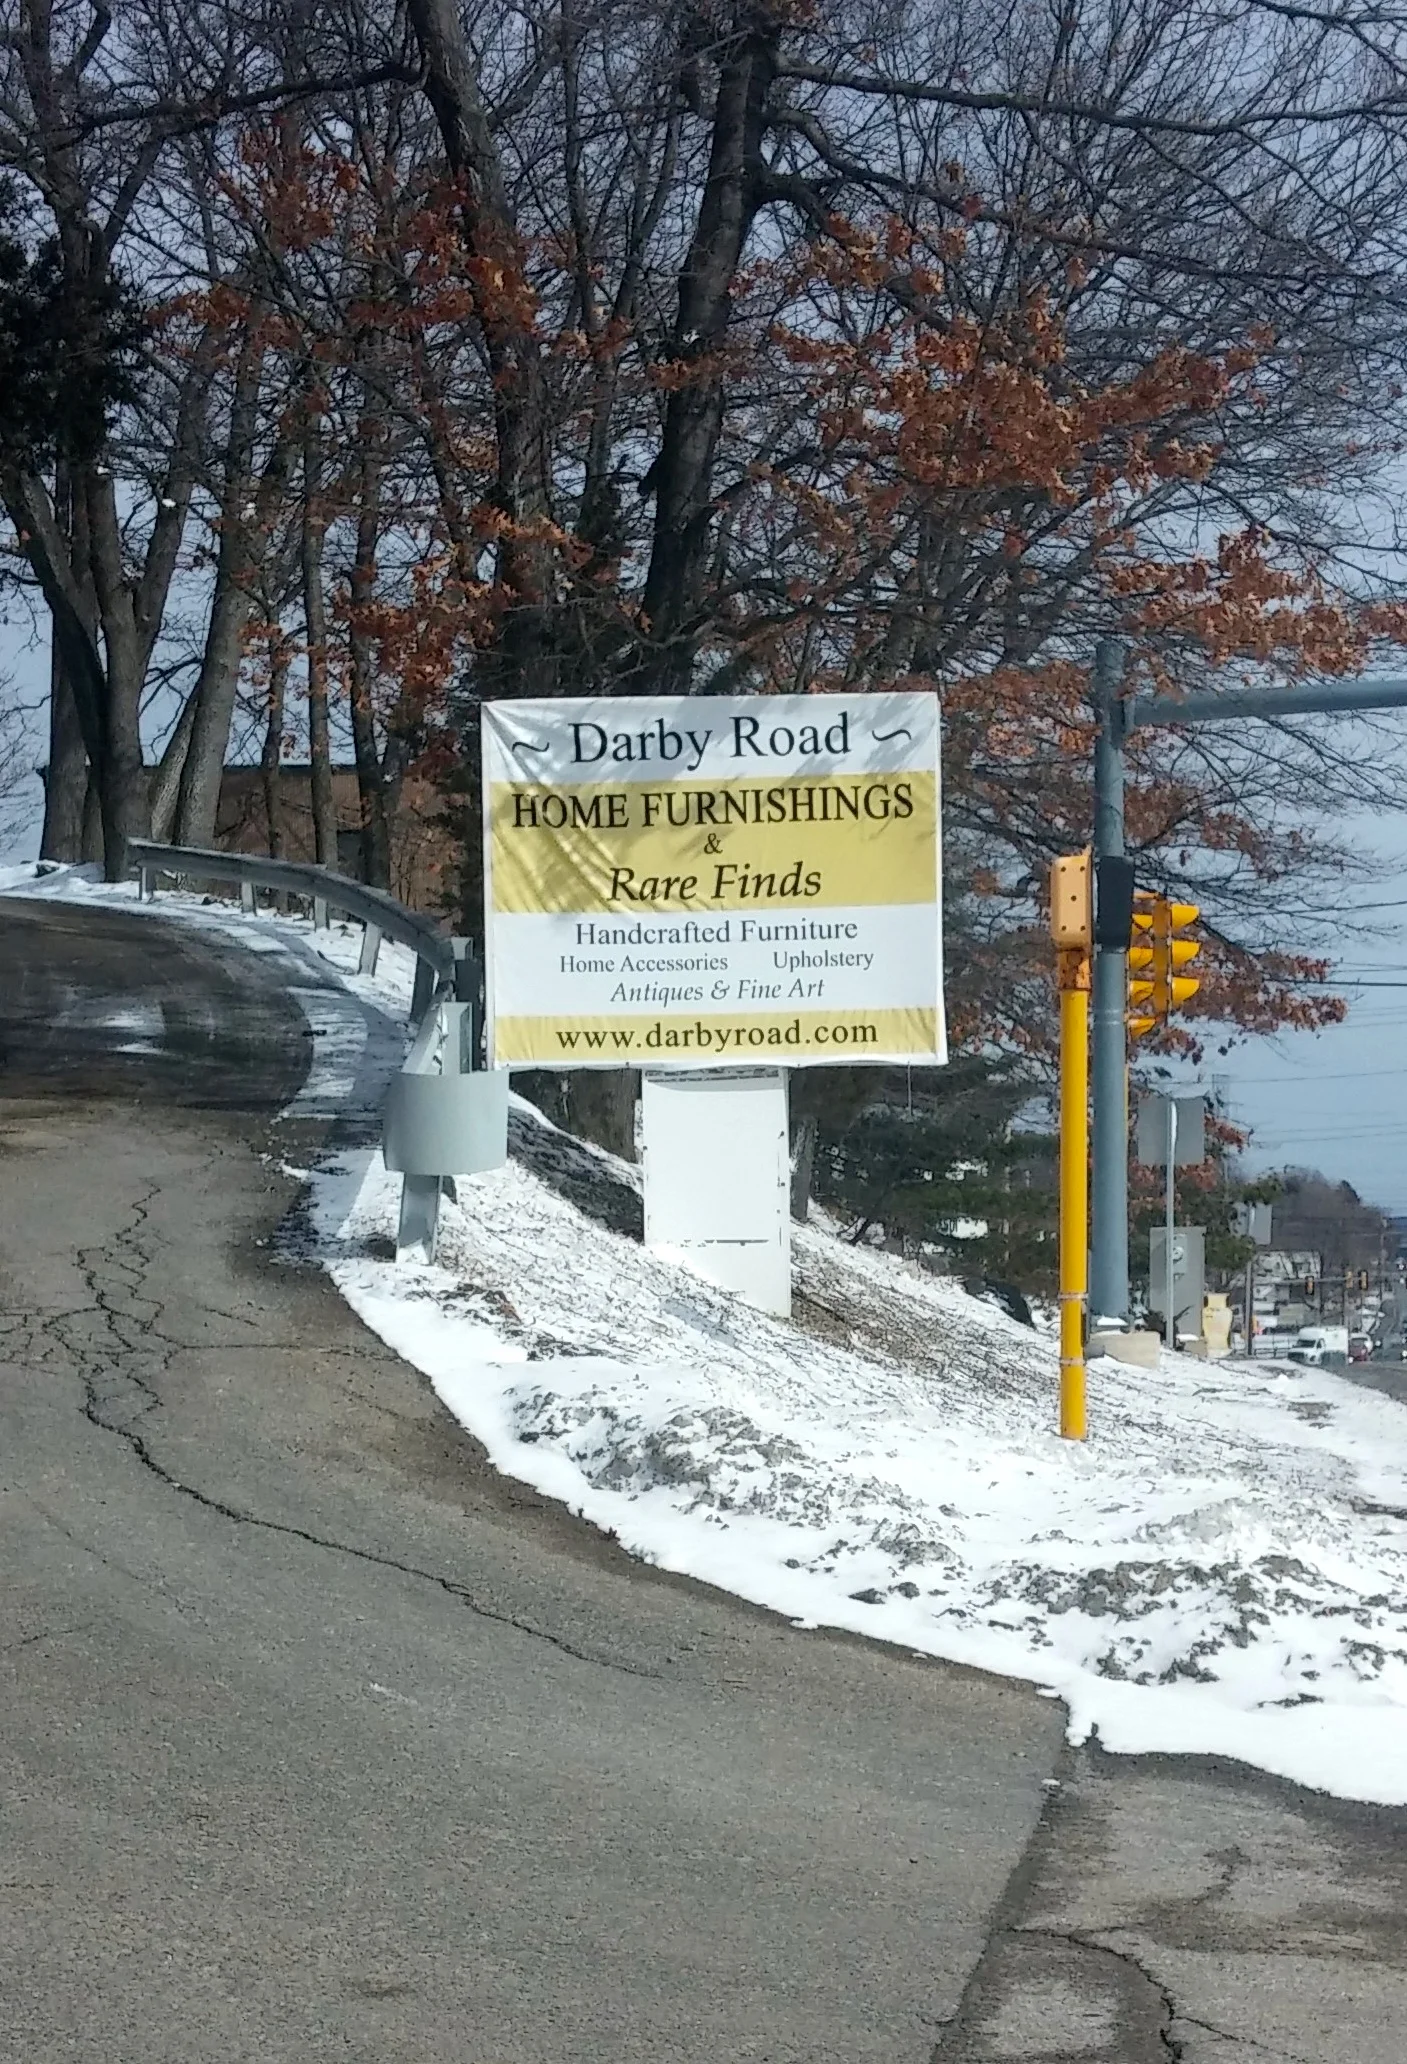 ~ Darby Road ~
HOME FURNISHINGS
&
Rare Finds
Handcrafted Furniture
Home Accessories Upholstery
Antiques & Fine Art
www.darbyroad.com